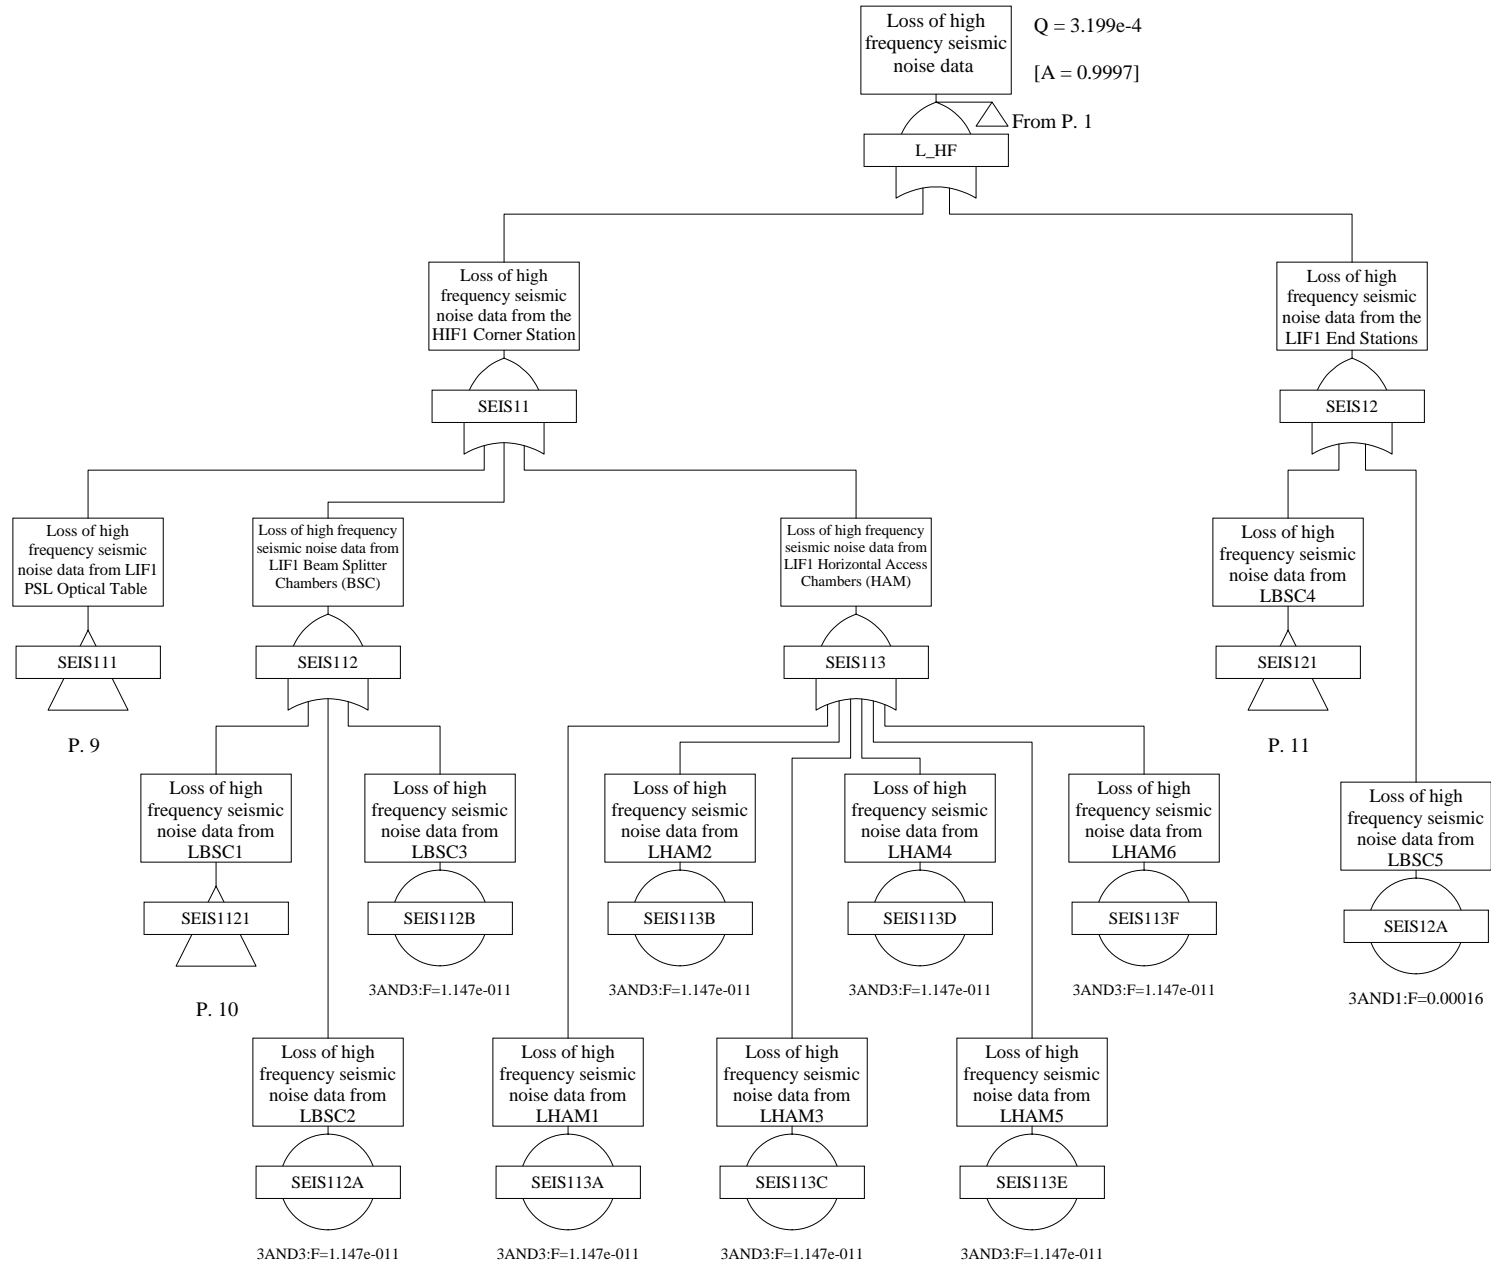 Loss of high
frequency seismic
noise data
Q = 3.199e-4
[A = 0.9997]
From P. 1
L_HF
Loss of high
frequency seismic
noise data from the
HIF1 Corner Station
SEIS11
Loss of high
frequency seismic
noise data from the
LIF1 End Stations
SEIS12
Loss of high
frequency seismic
noise data from LIF1
PSL Optical Table
SEIS111
P. 9
Loss of high frequency
seismic noise data from
LIF1 Beam Splitter
Chambers (BSC)
SEIS112
Loss of high frequency
seismic noise data from
LIF1 Horizontal Access
Chambers (HAM)
SEIS113
Loss of high
frequency seismic
noise data from
LBSC4
SEIS121
P. 11
Loss of high
frequency seismic
noise data from
LBSC1
SEIS1121
P. 10
Loss of high
frequency seismic
noise data from
LBSC3
SEIS112B
3AND3:F=1.147e-011
Loss of high
frequency seismic
noise data from
LHAM2
SEIS113B
3AND3:F=1.147e-011
Loss of high
frequency seismic
noise data from
LHAM4
SEIS113D
3AND3:F=1.147e-011
Loss of high
frequency seismic
noise data from
LHAM6
SEIS113F
3AND3:F=1.147e-011
Loss of high
frequency seismic
noise data from
LBSC5
SEIS12A
3AND1:F=0.00016
Loss of high
frequency seismic
noise data from
LBSC2
SEIS112A
3AND3:F=1.147e-011
Loss of high
frequency seismic
noise data from
LHAM1
SEIS113A
3AND3:F=1.147e-011
Loss of high
frequency seismic
noise data from
LHAM3
SEIS113C
3AND3:F=1.147e-011
Loss of high
frequency seismic
noise data from
LHAM5
SEIS113E
3AND3:F=1.147e-011